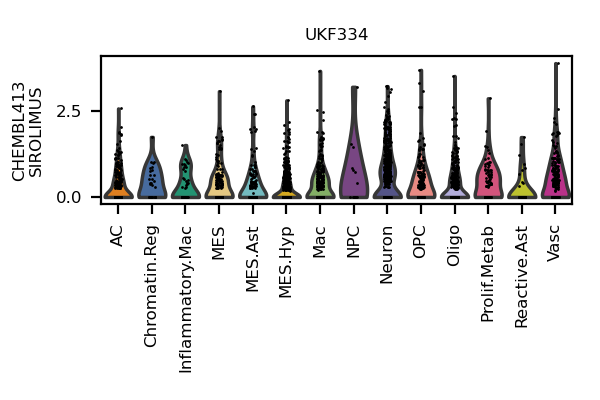 UKF334
CHEMBL413
SIROLIMUS
2.5
0.0
AC
Chromatin.Reg
Inflammatory.Mac
MES
MES.Ast
MES.Hyp
Mac
NPC
Neuron
OPC
Oligo
Prolif.Metab
Reactive.Ast
Vasc